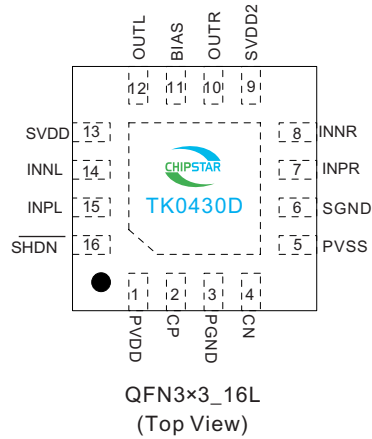 OUTL BIAS OUTR SVDD2
12 11 10 9
SVDD 13
8 INNR
INNL 14
7 INPR
INPL 15
6 SGND
SHDN 16
5 PVSS
CHIPSTAR
TK0430D
1 2 3 4
PVDD CP PGND CN
QFN3×3_16L
(Top View)